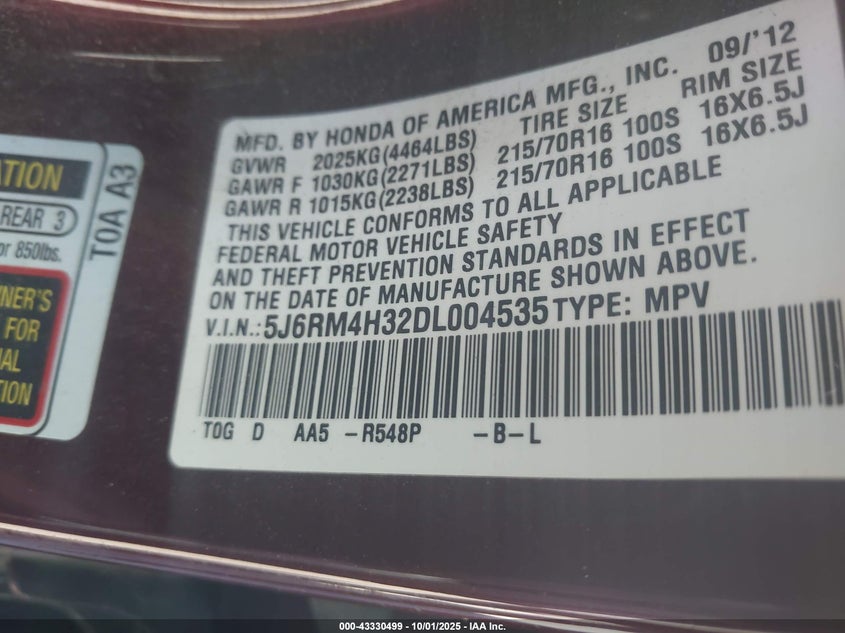 ATION
REAR 3
or 850lbs.
NER'S
FOR
TION
T0A A3
MFD. BY HONDA OF AMERICA MFG., INC. 09/'12
GVWR 2025KG(4464LBS) TIRE SIZE RIM SIZE
GAWR F 1030KG(2271LBS) 215/70R16 100S 16X6.5J
GAWR R 1015KG(2238LBS) 215/70R16 100S 16X6.5J
THIS VEHICLE CONFORMS TO ALL APPLICABLE
FEDERAL MOTOR VEHICLE SAFETY
AND THEFT PREVENTION STANDARDS IN EFFECT
ON THE DATE OF MANUFACTURE SHOWN ABOVE.
V.I.N.:5J6RM4H32DL004535 TYPE: MPV
T0G D AA5 -R548P -B-L
000-43330499 - 10/01/2025 - IAA Inc.